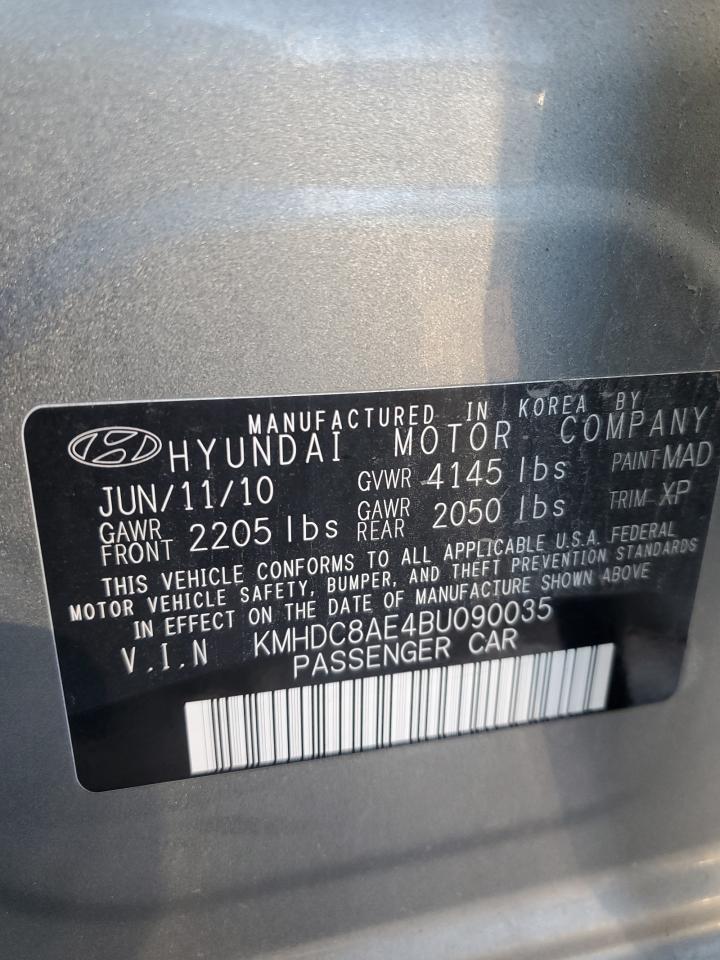 MANUFACTURED IN KOREA BY
HYUNDAI MOTOR COMPANY
JUN/11/10 GVWR 4145 lbs PAINT MAD
GAWR FRONT 2205 lbs GAWR REAR 2050 lbs TRIM XP
THIS VEHICLE CONFORMS TO ALL APPLICABLE U.S.A. FEDERAL
MOTOR VEHICLE SAFETY, BUMPER, AND THEFT PREVENTION STANDARDS
IN EFFECT ON THE DATE OF MANUFACTURE SHOWN ABOVE
V.I.N KMHDC8AE4BU090035
PASSENGER CAR